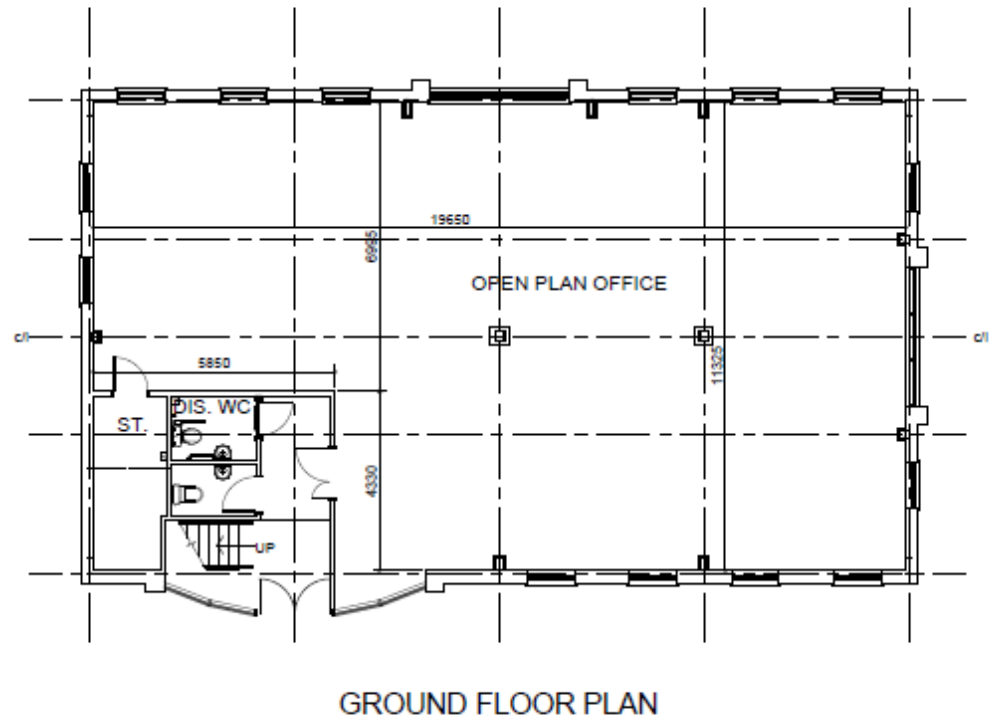 19650
6995
OPEN PLAN OFFICE
c/l
c/l
5850
11325
DIS. WC
ST.
4330
UP
GROUND FLOOR PLAN